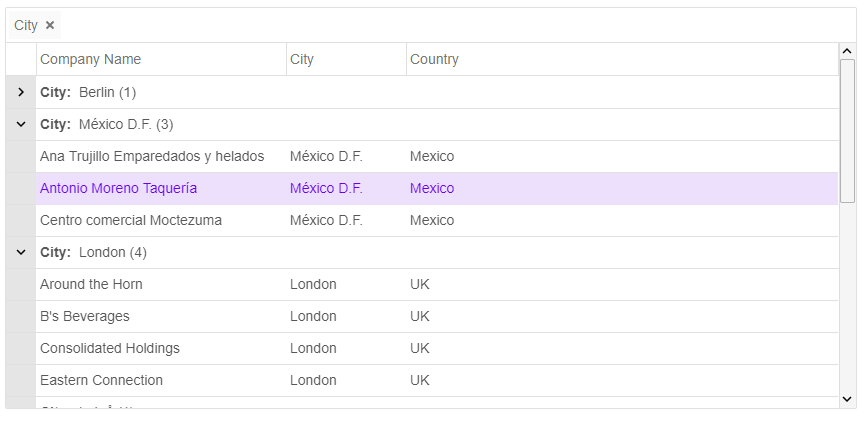 City ×
Company Name City Country
City: Berlin (1)
City: México D.F. (3)
Ana Trujillo Emparedados y helados México D.F. Mexico
Antonio Moreno Taquería México D.F. Mexico
Centro comercial Moctezuma México D.F. Mexico
City: London (4)
Around the Horn London UK
B's Beverages London UK
Consolidated Holdings London UK
Eastern Connection London UK